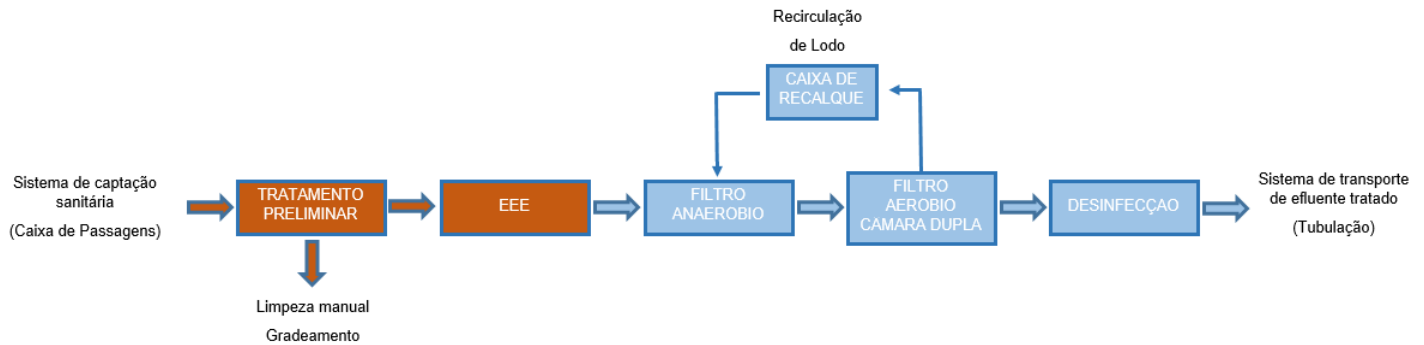 Recirculação
de Lodo
CAIXA DE
RECALQUE
Sistema de captação
sanitária
(Caixa de Passagens)
TRATAMENTO
PRELIMINAR
EEE
FILTRO
ANAEROBIO
FILTRO
AEROBIO
CAMARA DUPLA
DESINFECÇAO
Sistema de transporte
de efluente tratado
(Tubulação)
Limpeza manual
Gradeamento